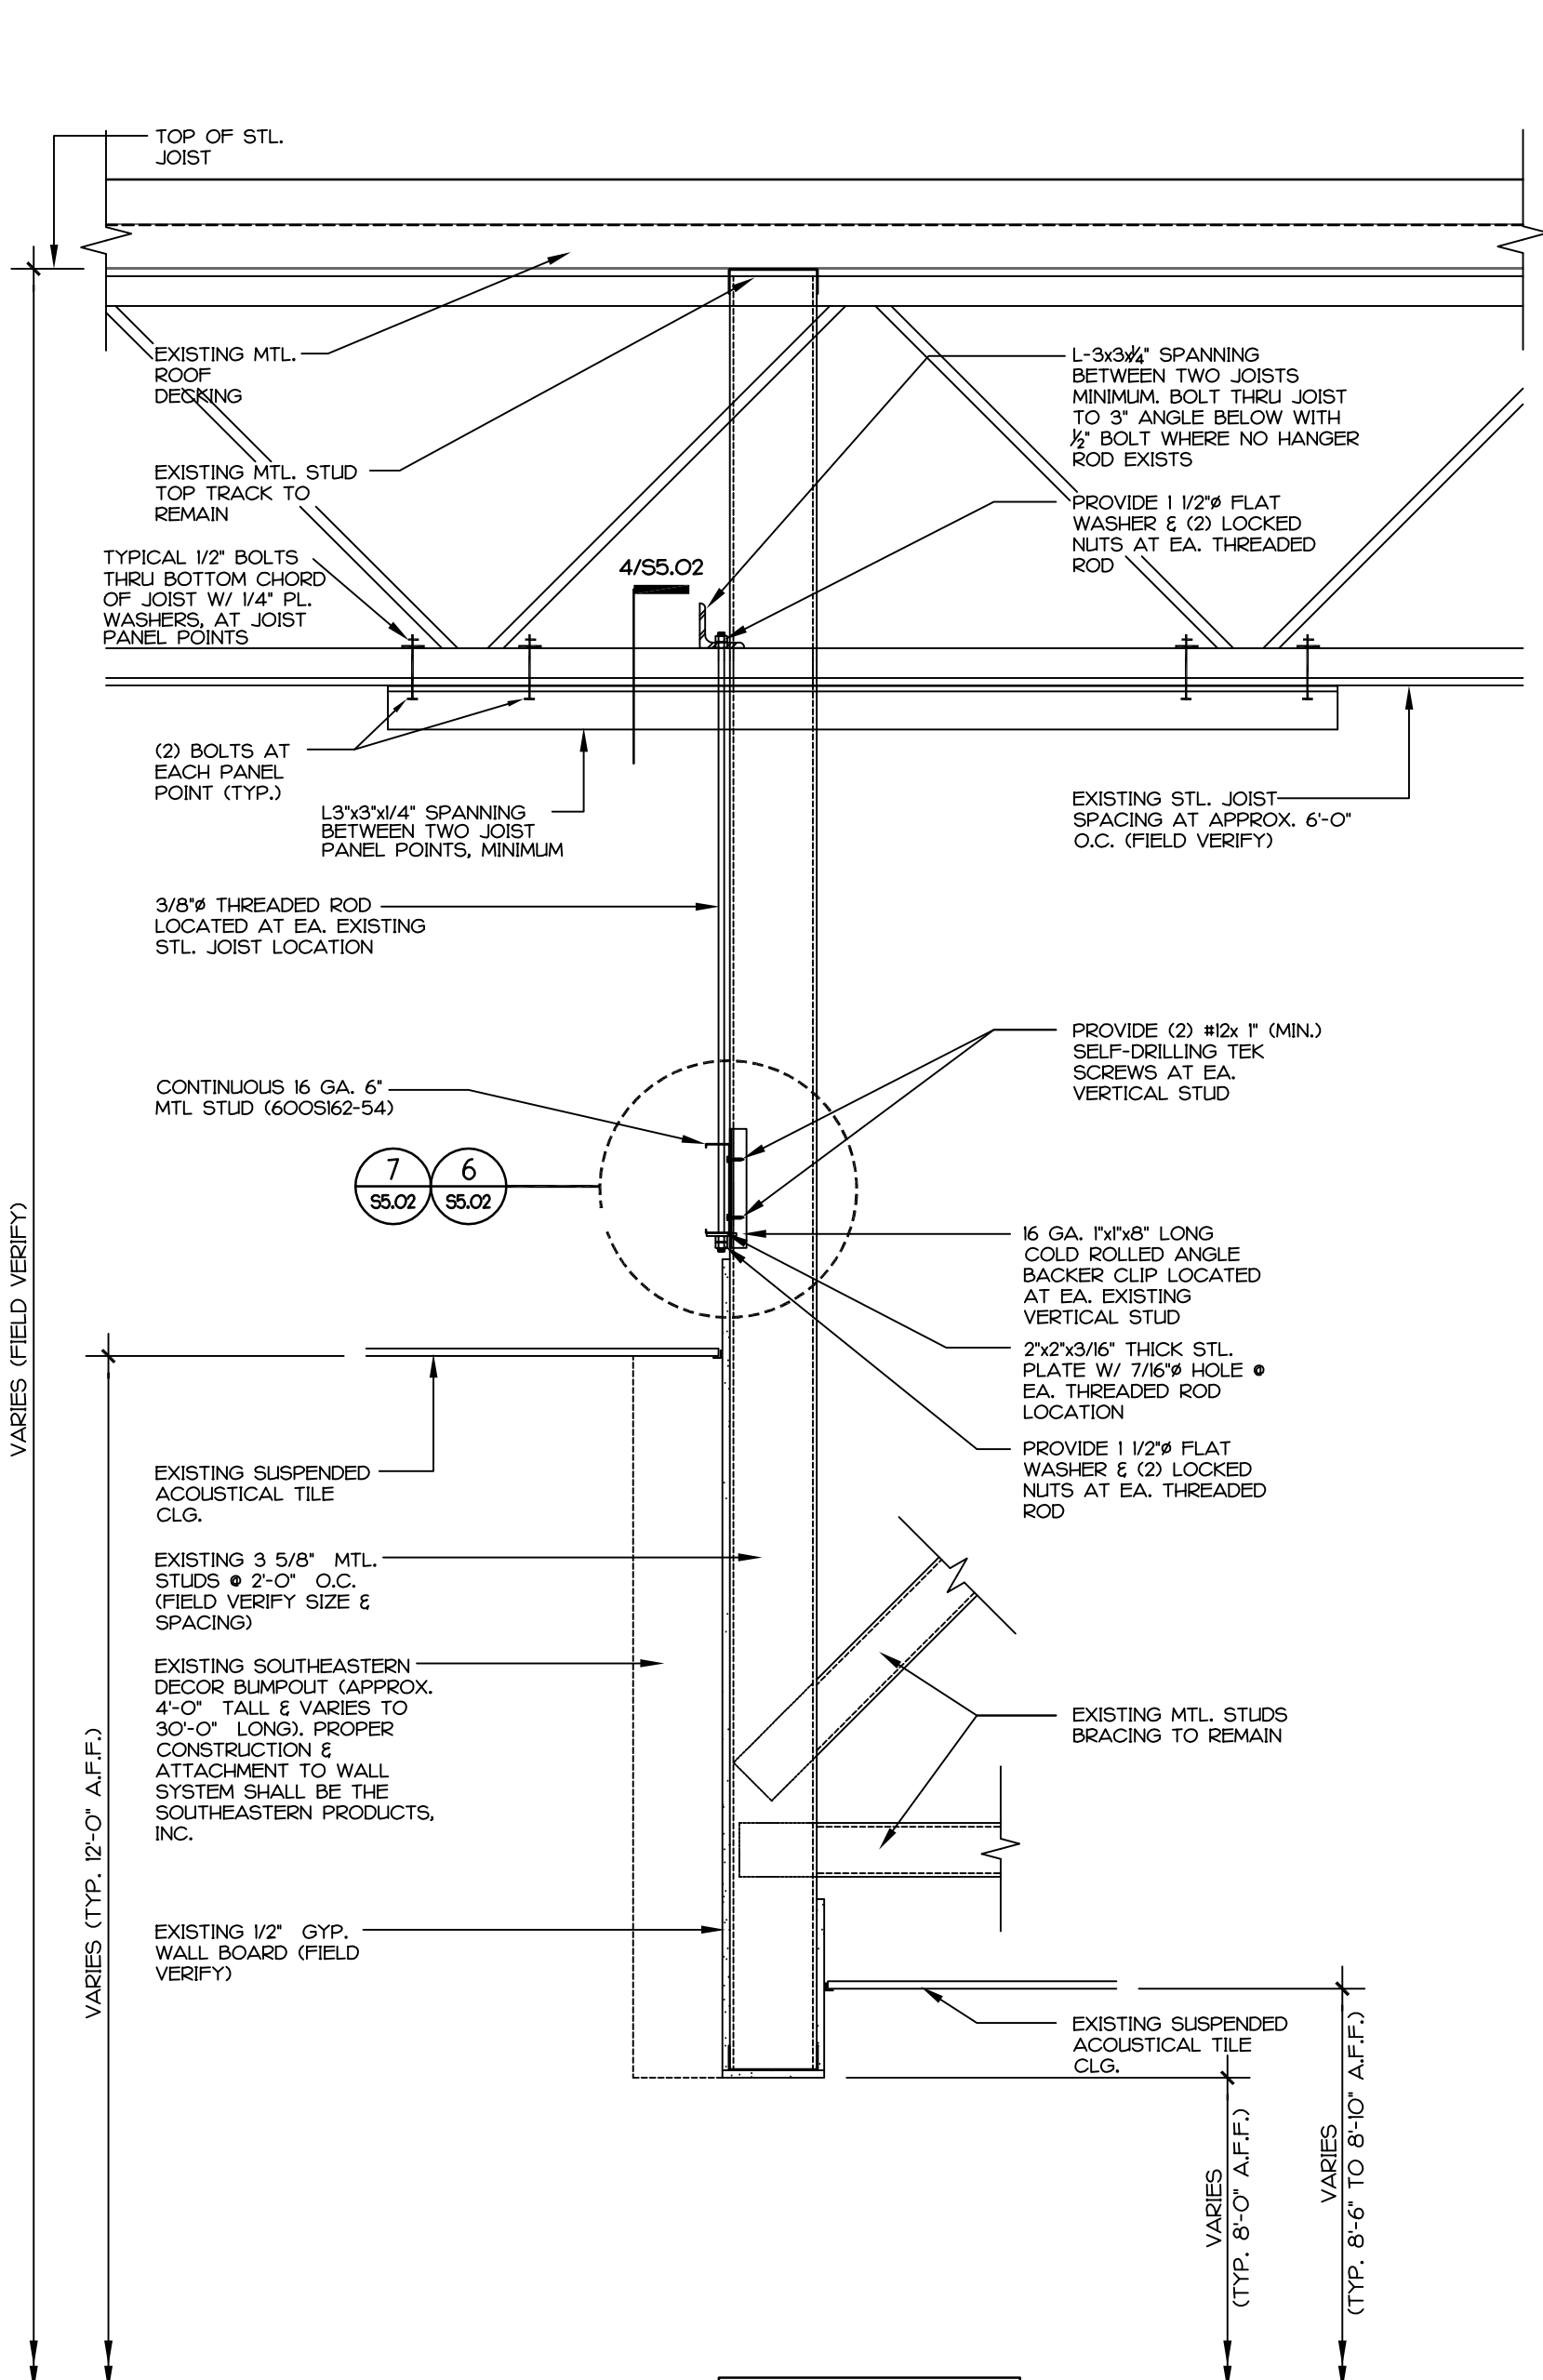 TOP OF STL.
JOIST
EXISTING MTL.
ROOF
DECKING
EXISTING MTL. STUD
TOP TRACK TO
REMAIN
TYPICAL 1/2" BOLTS
THRU BOTTOM CHORD
OF JOIST W/ 1/4" PL.
WASHERS, AT JOIST
PANEL POINTS
4/S5.02
L-3x3x1/4" SPANNING
BETWEEN TWO JOISTS
MINIMUM. BOLT THRU JOIST
TO 3" ANGLE BELOW WITH
1/2" BOLT WHERE NO HANGER
ROD EXISTS
PROVIDE 1 1/2"ø FLAT
WASHER & (2) LOCKED
NUTS AT EA. THREADED
ROD
(2) BOLTS AT
EACH PANEL
POINT (TYP.)
L3"x3"x1/4" SPANNING
BETWEEN TWO JOIST
PANEL POINTS, MINIMUM
EXISTING STL. JOIST
SPACING AT APPROX. 6'-0"
O.C. (FIELD VERIFY)
3/8"ø THREADED ROD
LOCATED AT EA. EXISTING
STL. JOIST LOCATION
PROVIDE (2) #12x 1" (MIN.)
SELF-DRILLING TEK
SCREWS AT EA.
VERTICAL STUD
CONTINUOUS 16 GA. 6"
MTL STUD (600S162-54)
7
S5.02
6
S5.02
16 GA. 1"x1"x8" LONG
COLD ROLLED ANGLE
BACKER CLIP LOCATED
AT EA. EXISTING
VERTICAL STUD
2"x2"x3/16" THICK STL.
PLATE W/ 7/16"ø HOLE @
EA. THREADED ROD
LOCATION
PROVIDE 1 1/2"ø FLAT
WASHER & (2) LOCKED
NUTS AT EA. THREADED
ROD
VARIES (FIELD VERIFY)
EXISTING SUSPENDED
ACOUSTICAL TILE
CLG.
EXISTING 3 5/8" MTL.
STUDS @ 2'-0" O.C.
(FIELD VERIFY SIZE &
SPACING)
EXISTING SOUTHEASTERN
DECOR BUMPOUT (APPROX.
4'-0" TALL & VARIES TO
30'-0" LONG). PROPER
CONSTRUCTION &
ATTACHMENT TO WALL
SYSTEM SHALL BE THE
SOUTHEASTERN PRODUCTS,
INC.
EXISTING MTL. STUDS
BRACING TO REMAIN
VARIES (TYP. 12'-0" A.F.F.)
EXISTING 1/2" GYP.
WALL BOARD (FIELD
VERIFY)
EXISTING SUSPENDED
ACOUSTICAL TILE
CLG.
VARIES
(TYP. 8'-0" A.F.F.)
VARIES
(TYP. 8'-6" TO 8'-10" A.F.F.)